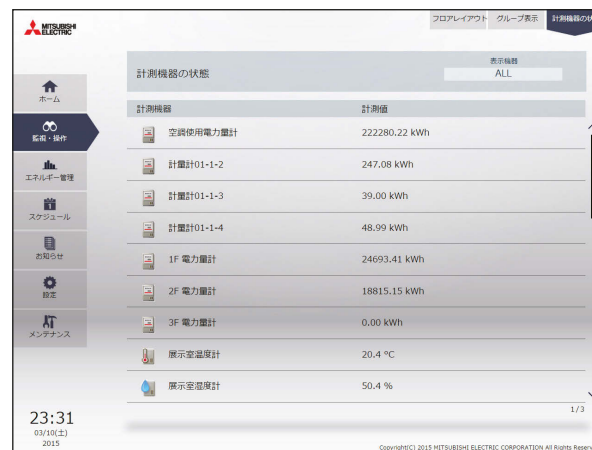 MITSUBISHI
ELECTRIC
フロアレイアウト グループ表示 計測機器の状
計測機器の状態
表示機器
ALL
ホーム
監視・操作
エネルギー管理
スケジュール
お知らせ
設定
メンテナンス
計測機器 計測値
空調使用電力量計 222280.22 kWh
計量計01-1-2 247.08 kWh
計量計01-1-3 39.00 kWh
計量計01-1-4 48.99 kWh
1F 電力量計 24693.41 kWh
2F 電力量計 18815.15 kWh
3F 電力量計 0.00 kWh
展示室温度計 20.4 °C
展示室湿度計 50.4 %
1/3
23:31
03/10(土)
2015
Copyright(C) 2015 MITSUBISHI ELECTRIC CORPORATION All Rights Reserv